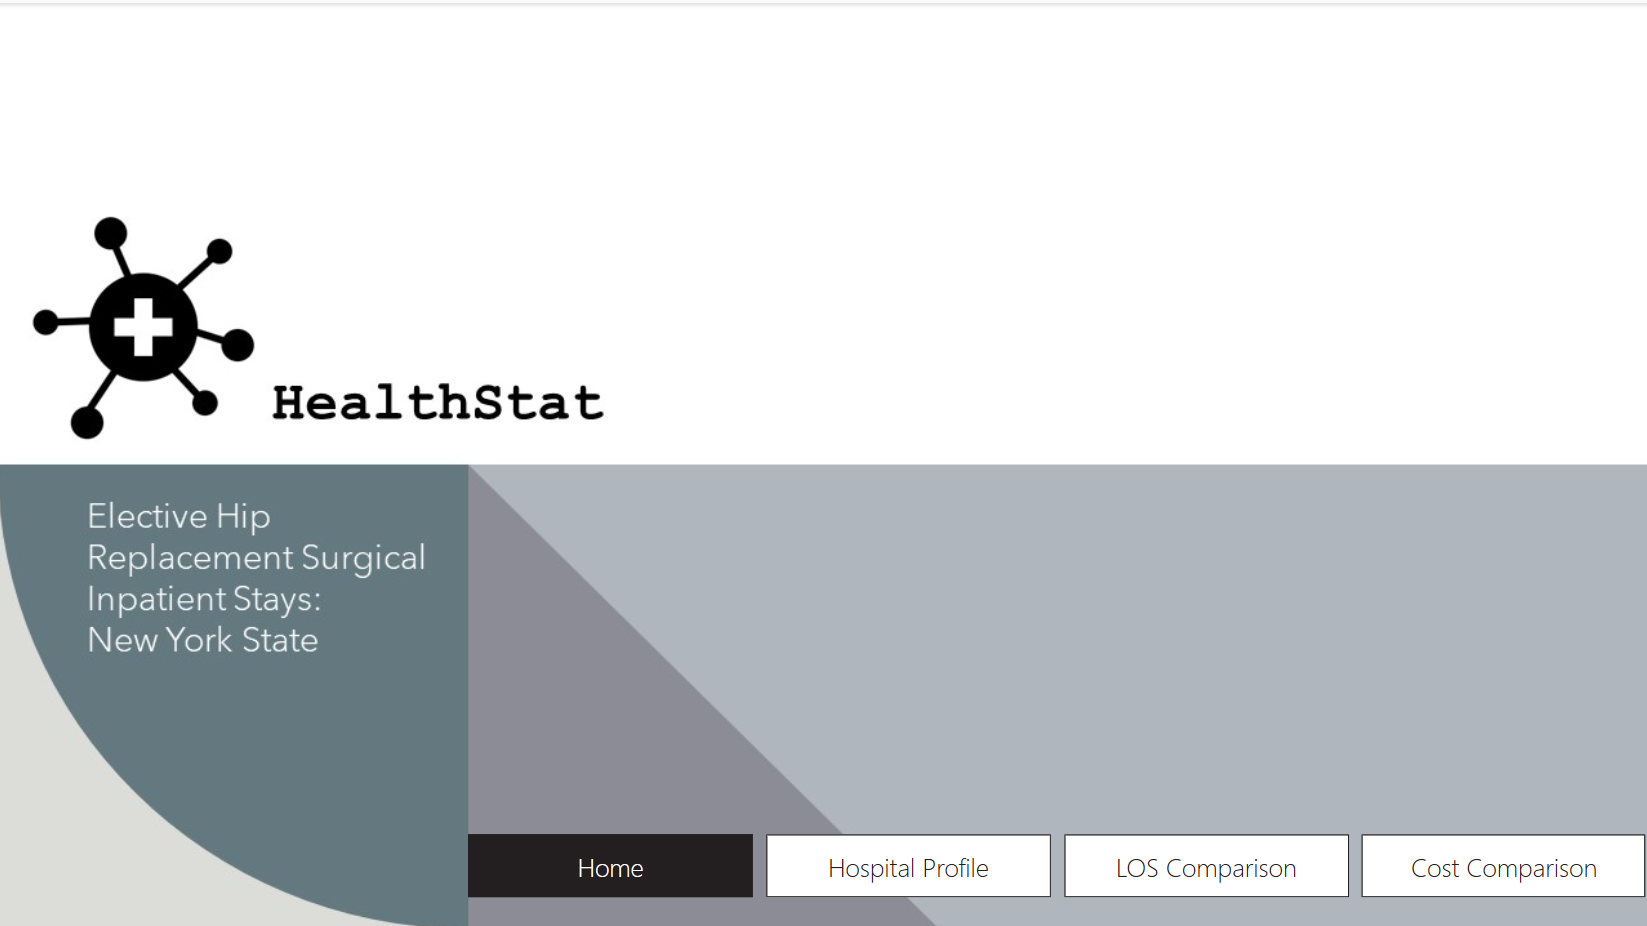 HealthStat
Elective Hip
Replacement Surgical
Inpatient Stays:
New York State
Home
Hospital Profile
LOS Comparison
Cost Comparison